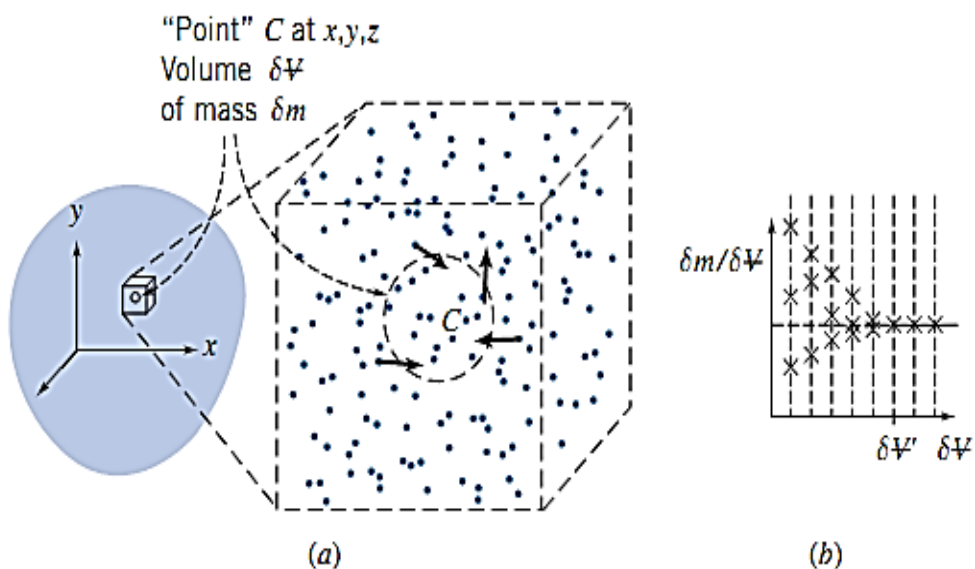 “Point” C at x,y,z
Volume δV̶
of mass δm
y
x
C
δm/δV̶
δV̶′ δV̶
(a)
(b)